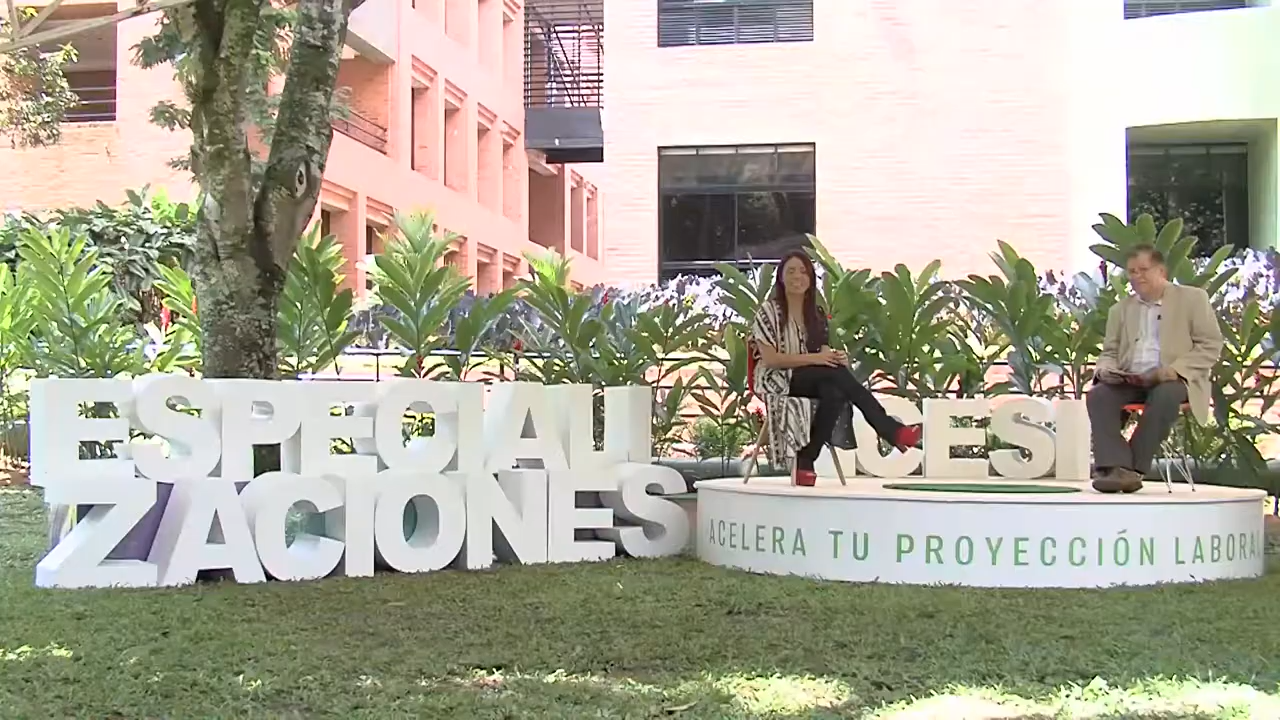 ESPECIALI
ZACIONES
ICESI
ACELERA TU PROYECCIÓN LABORAL